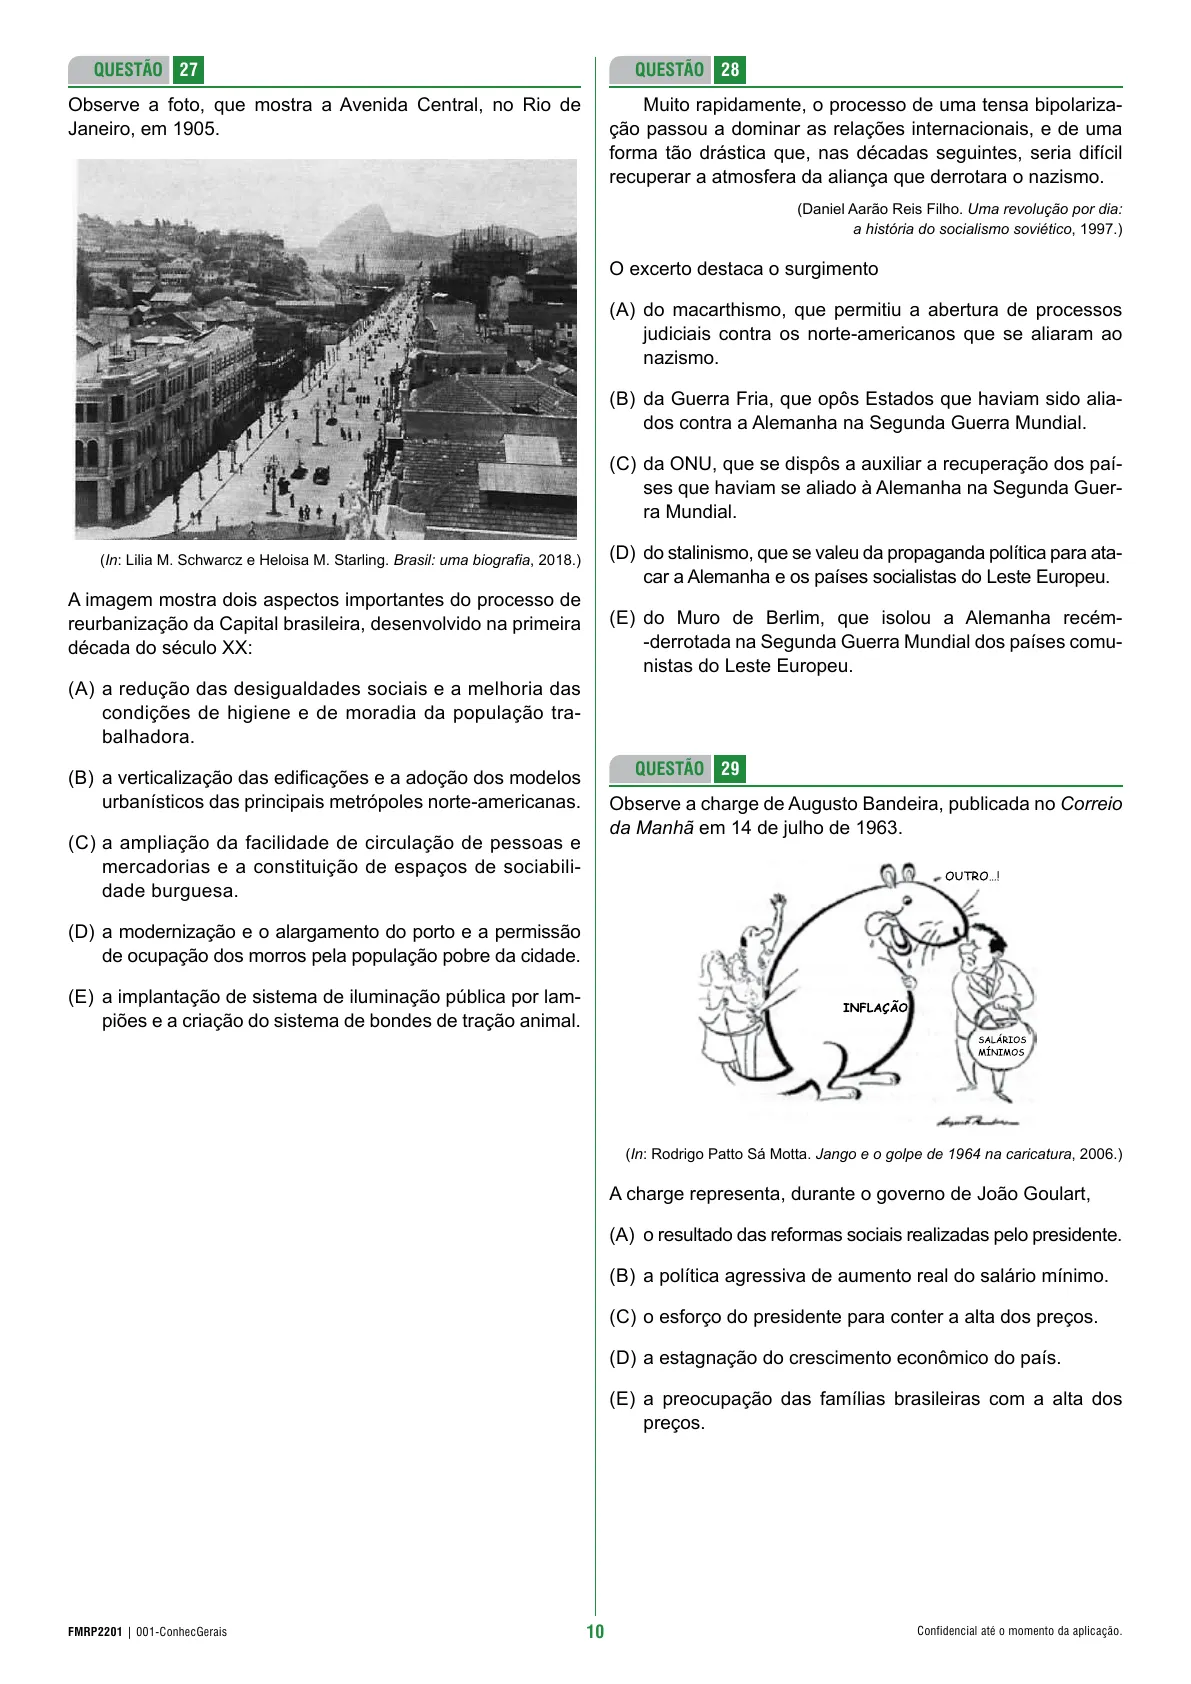 QUESTÃO 27
Observe a foto, que mostra a Avenida Central, no Rio de
Janeiro, em 1905.
(In: Lilia M. Schwarcz e Heloisa M. Starling. Brasil: uma biografia, 2018.)
A imagem mostra dois aspectos importantes do processo de
reurbanização da Capital brasileira, desenvolvido na primeira
década do século XX:
(A) a redução das desigualdades sociais e a melhoria das
condições de higiene e de moradia da população tra-
balhadora.
(B) a verticalização das edificações e a adoção dos modelos
urbanísticos das principais metrópoles norte-americanas.
(C) a ampliação da facilidade de circulação de pessoas e
mercadorias e a constituição de espaços de sociabili-
dade burguesa.
(D) a modernização e o alargamento do porto e a permissão
de ocupação dos morros pela população pobre da cidade.
(E) a implantação de sistema de iluminação pública por lam-
piões e a criação do sistema de bondes de tração animal.
QUESTÃO 28
Muito rapidamente, o processo de uma tensa bipolariza-
ção passou a dominar as relações internacionais, e de uma
forma tão drástica que, nas décadas seguintes, seria difícil
recuperar a atmosfera da aliança que derrotara o nazismo.
(Daniel Aarão Reis Filho. Uma revolução por dia:
a história do socialismo soviético, 1997.)
O excerto destaca o surgimento
(A) do macarthismo, que permitiu a abertura de processos
judiciais contra os norte-americanos que se aliaram ao
nazismo.
(B) da Guerra Fria, que opôs Estados que haviam sido alia-
dos contra a Alemanha na Segunda Guerra Mundial.
(C) da ONU, que se dispôs a auxiliar a recuperação dos paí-
ses que haviam se aliado à Alemanha na Segunda Guer-
ra Mundial.
(D) do stalinismo, que se valeu da propaganda política para ata-
car a Alemanha e os países socialistas do Leste Europeu.
(E) do Muro de Berlim, que isolou a Alemanha recém-
-derrotada na Segunda Guerra Mundial dos países comu-
nistas do Leste Europeu.
QUESTÃO 29
Observe a charge de Augusto Bandeira, publicada no Correio
da Manhã em 14 de julho de 1963.
OUTRO...!
INFLAÇÃO
SALÁRIOS
MÍNIMOS
(In: Rodrigo Patto Sá Motta. Jango e o golpe de 1964 na caricatura, 2006.)
A charge representa, durante o governo de João Goulart,
(A) o resultado das reformas sociais realizadas pelo presidente.
(B) a política agressiva de aumento real do salário mínimo.
(C) o esforço do presidente para conter a alta dos preços.
(D) a estagnação do crescimento econômico do país.
(E) a preocupação das famílias brasileiras com a alta dos
preços.
FMRP2201 | 001-ConhecGerais
10
Confidencial até o momento da aplicação.